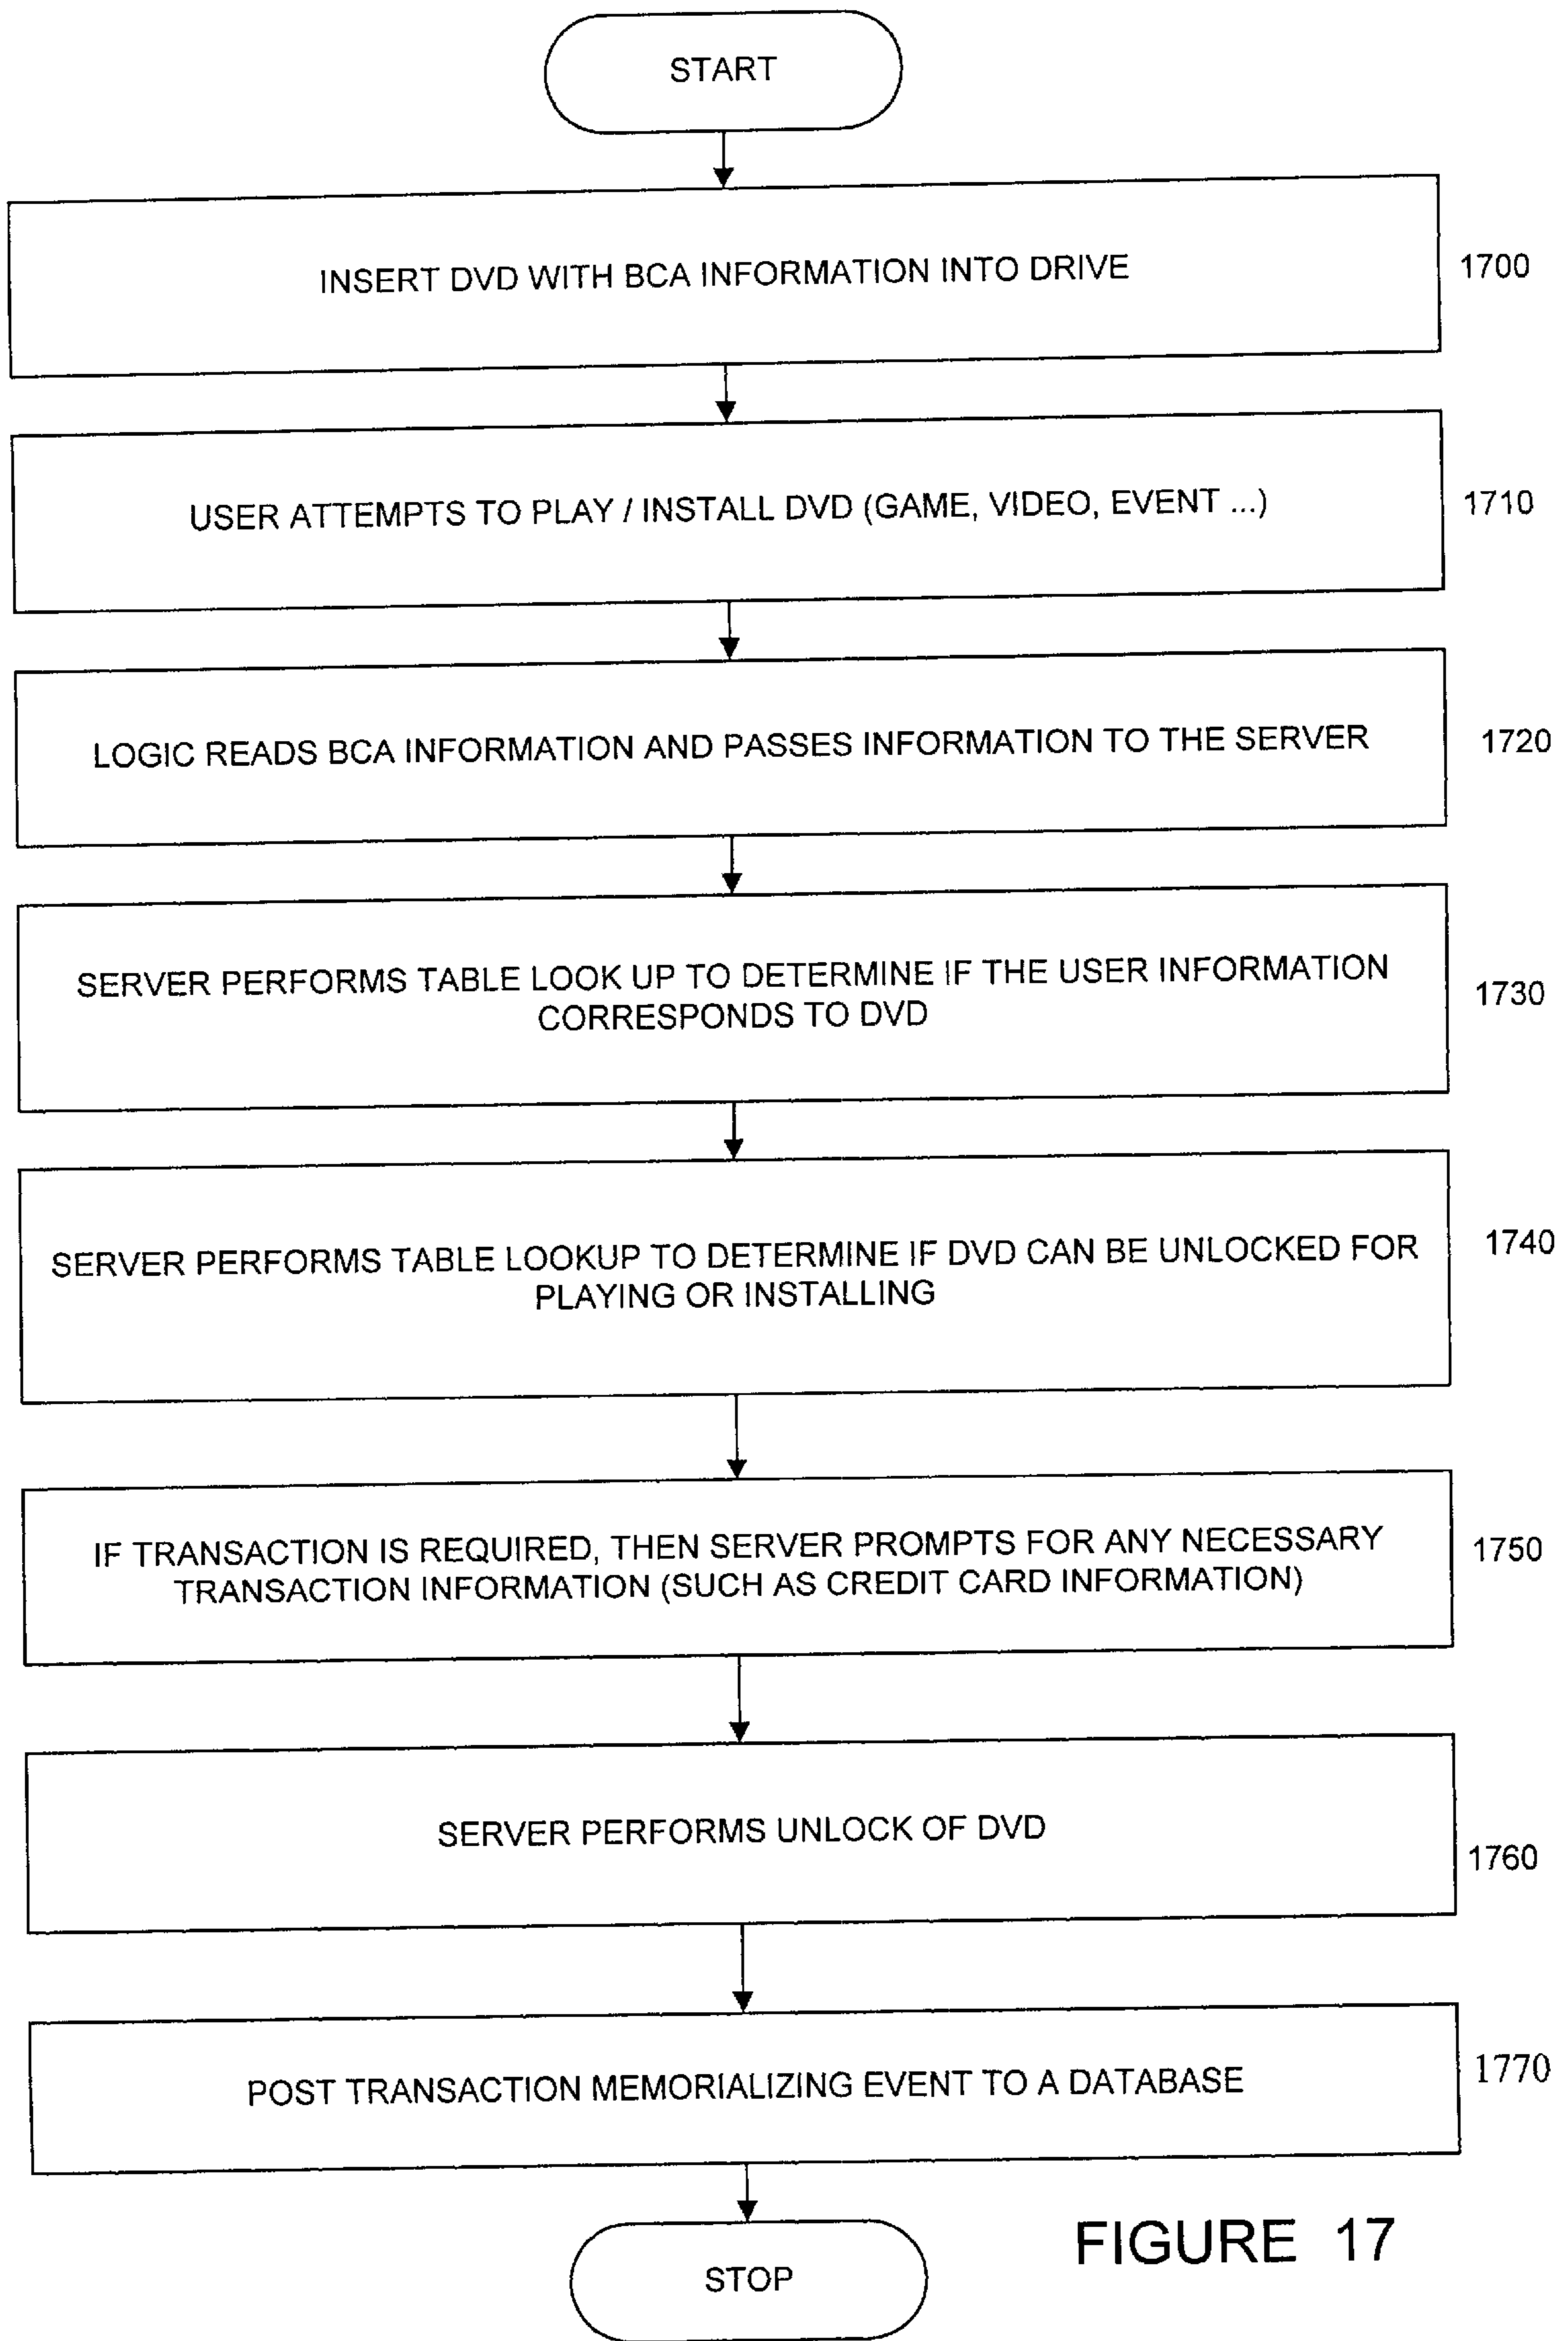 START
INSERT DVD WITH BCA INFORMATION INTO DRIVE
1700
USER ATTEMPTS TO PLAY / INSTALL DVD (GAME, VIDEO, EVENT ...)
1710
LOGIC READS BCA INFORMATION AND PASSES INFORMATION TO THE SERVER
1720
SERVER PERFORMS TABLE LOOK UP TO DETERMINE IF THE USER INFORMATION
CORRESPONDS TO DVD
1730
SERVER PERFORMS TABLE LOOKUP TO DETERMINE IF DVD CAN BE UNLOCKED FOR
PLAYING OR INSTALLING
1740
IF TRANSACTION IS REQUIRED, THEN SERVER PROMPTS FOR ANY NECESSARY
TRANSACTION INFORMATION (SUCH AS CREDIT CARD INFORMATION)
1750
SERVER PERFORMS UNLOCK OF DVD
1760
POST TRANSACTION MEMORIALIZING EVENT TO A DATABASE
1770
STOP
FIGURE 17